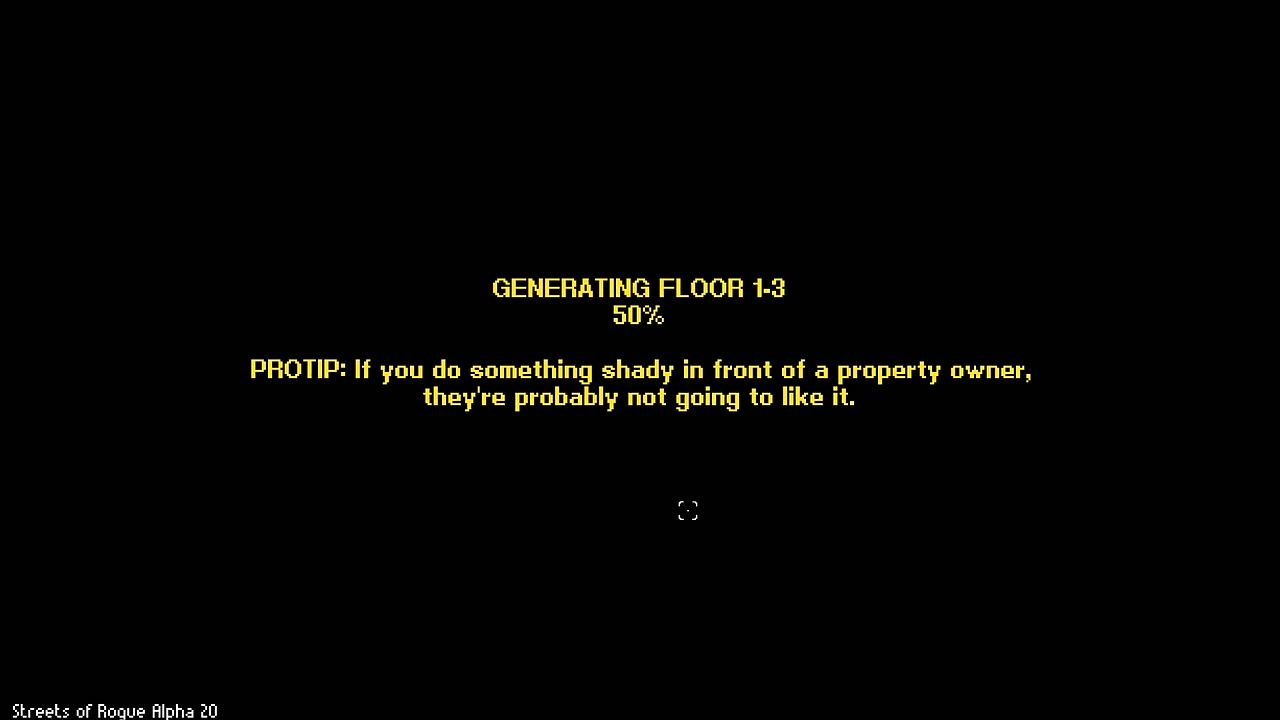 GENERATING FLOOR 1-3
50%
PROTIP: If you do something shady in front of a property owner,
they're probably not going to like it.
Streets of Rogue Alpha 20